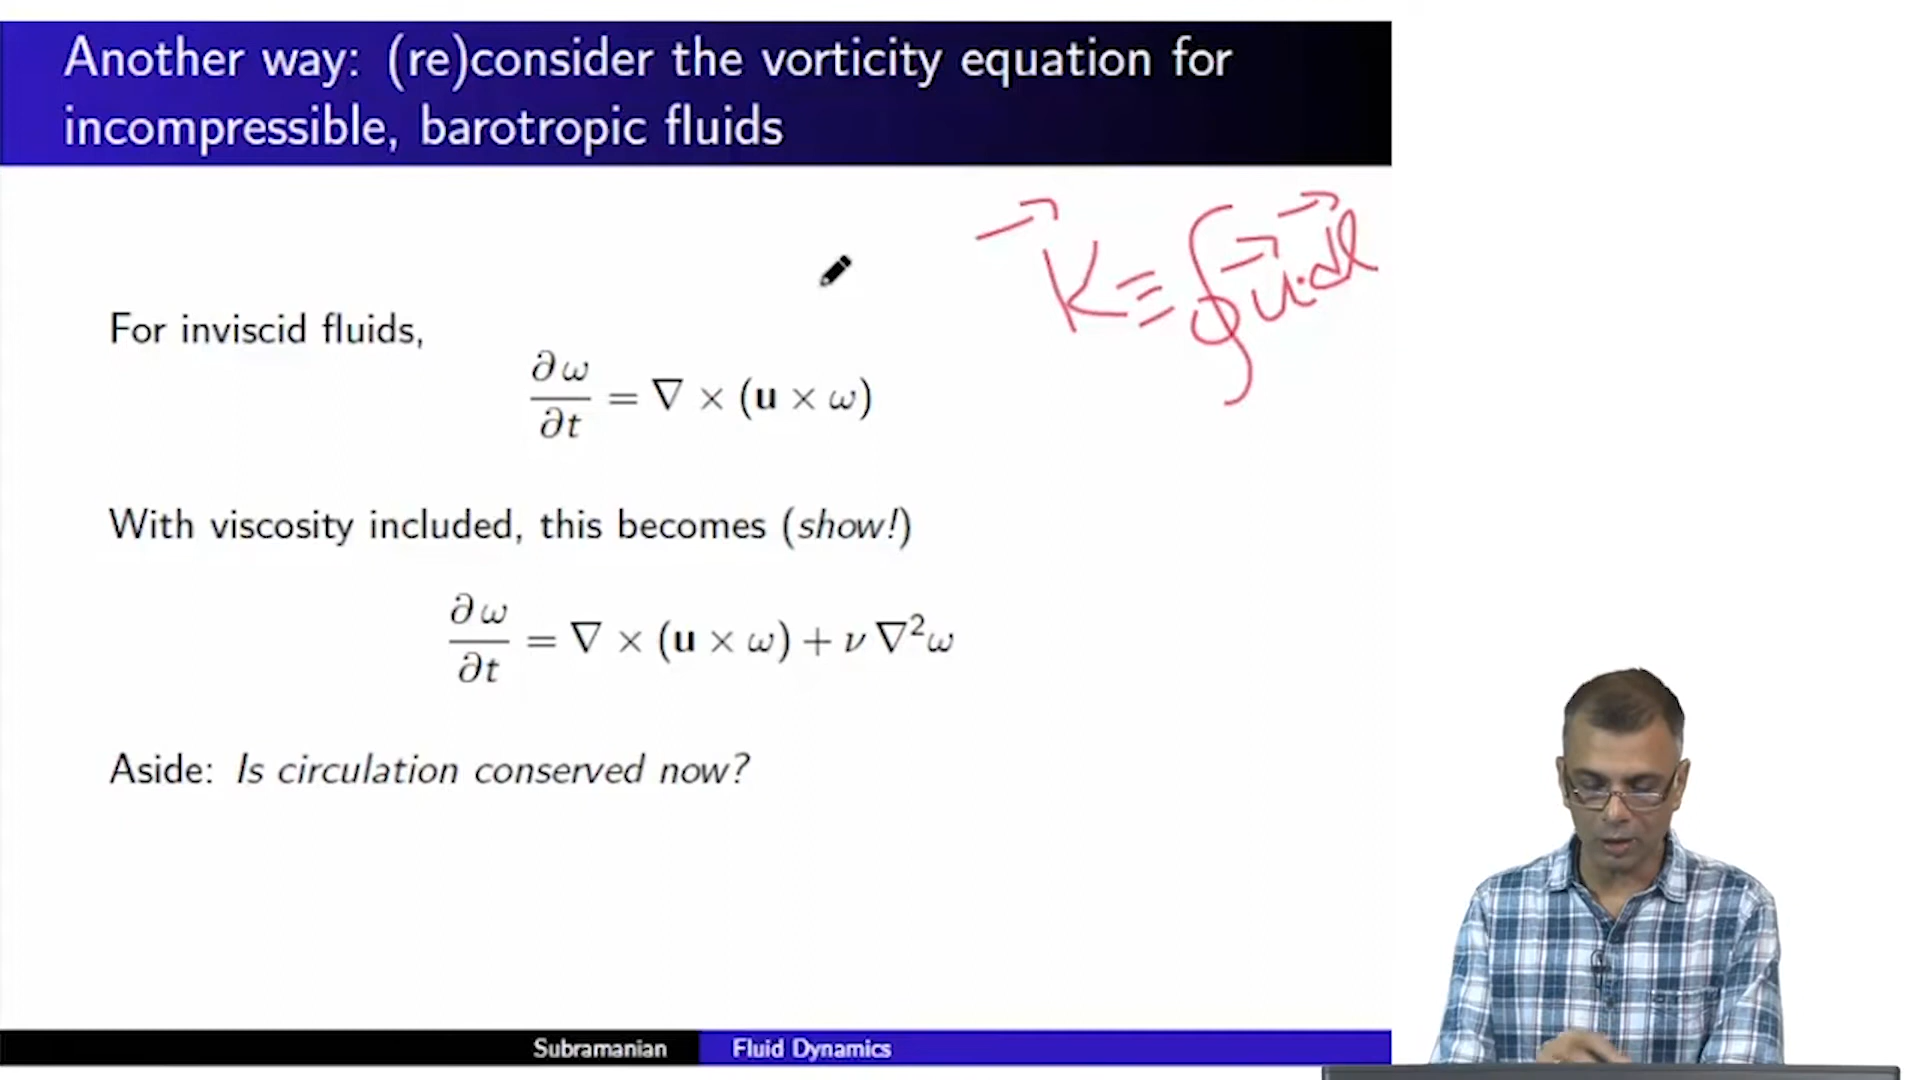 Another way: (re)consider the vorticity equation for
incompressible, barotropic fluids
K⃗ ≡ ∮ u⃗·dl⃗
For inviscid fluids,
∂ω/∂t = ∇ × (u × ω)
With viscosity included, this becomes (show!)
∂ω/∂t = ∇ × (u × ω) + ν ∇²ω
Aside: Is circulation conserved now?
Subramanian Fluid Dynamics